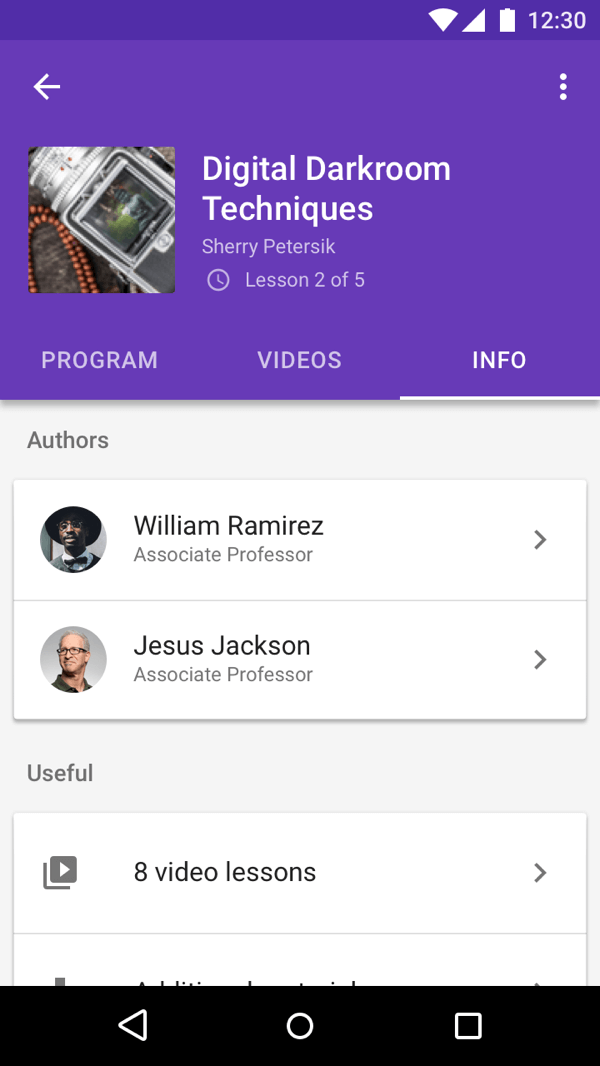 12:30
Digital Darkroom
Techniques
Sherry Petersik
Lesson 2 of 5
PROGRAM VIDEOS INFO
Authors
William Ramirez
Associate Professor
Jesus Jackson
Associate Professor
Useful
8 video lessons